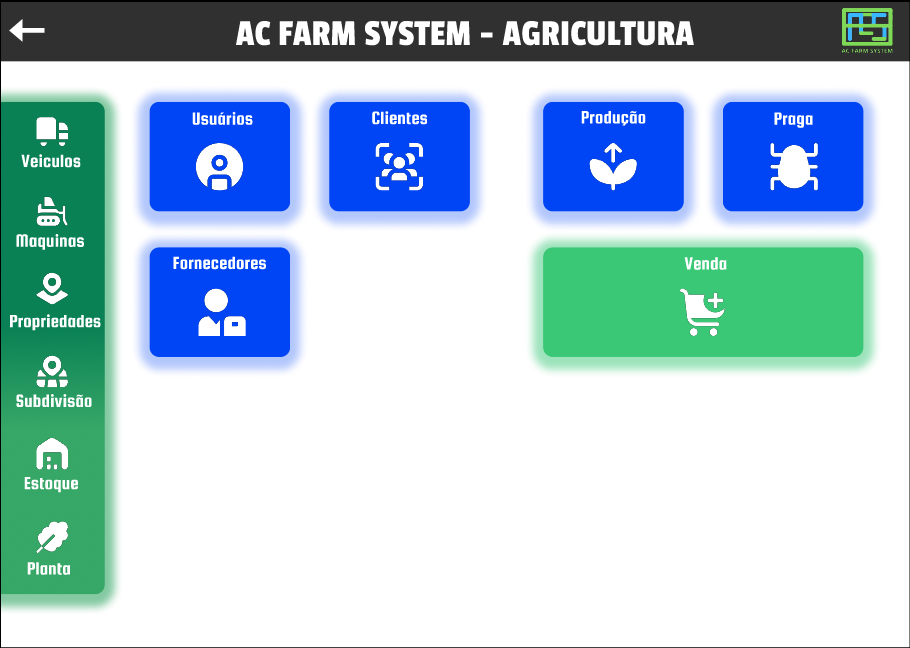 AC FARM SYSTEM - AGRICULTURA
AC FARM SYSTEM
Veiculos
Maquinas
Propriedades
Subdivisão
Estoque
Planta
Usuários
Clientes
Produção
Praga
Fornecedores
Venda